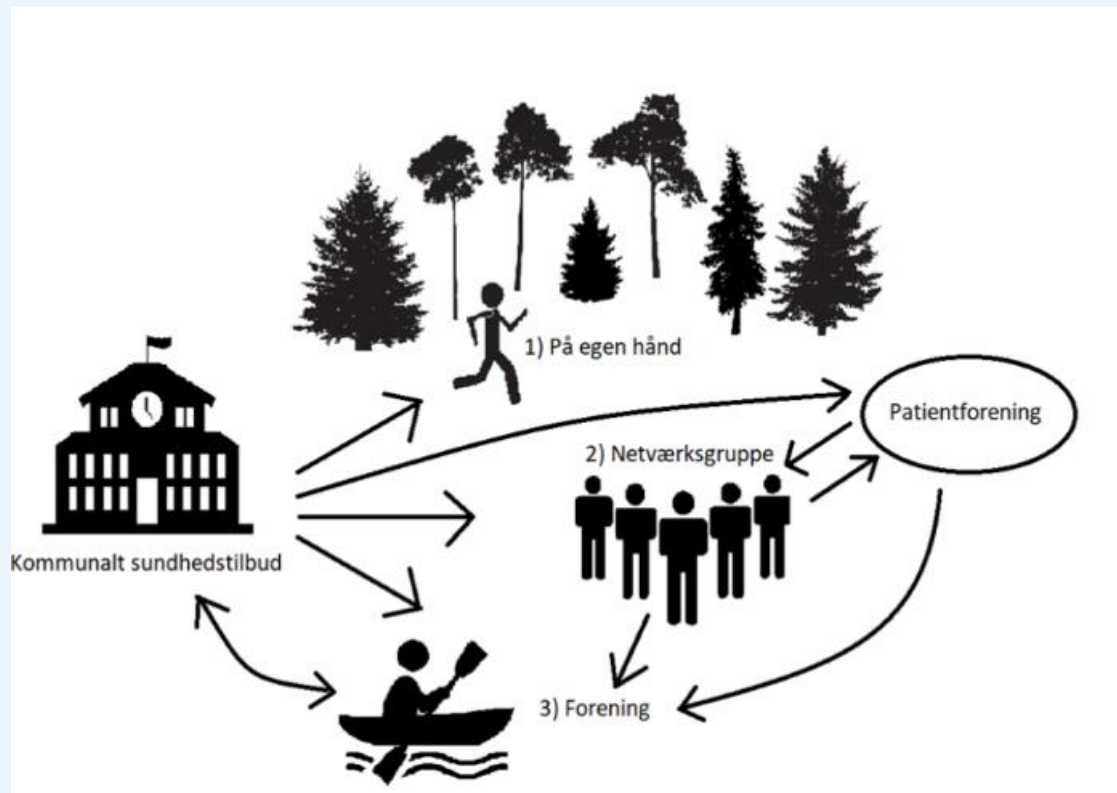 1) På egen hånd
Patientforening
2) Netværksgruppe
Kommunalt sundhedstilbud
3) Forening